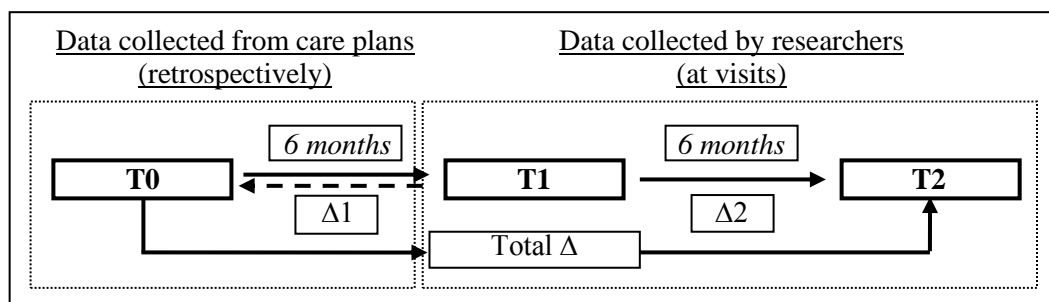 Data collected from care plans
(retrospectively)
Data collected by researchers
(at visits)
6 months
6 months
T0
T1
T2
Δ1
Δ2
Total Δ